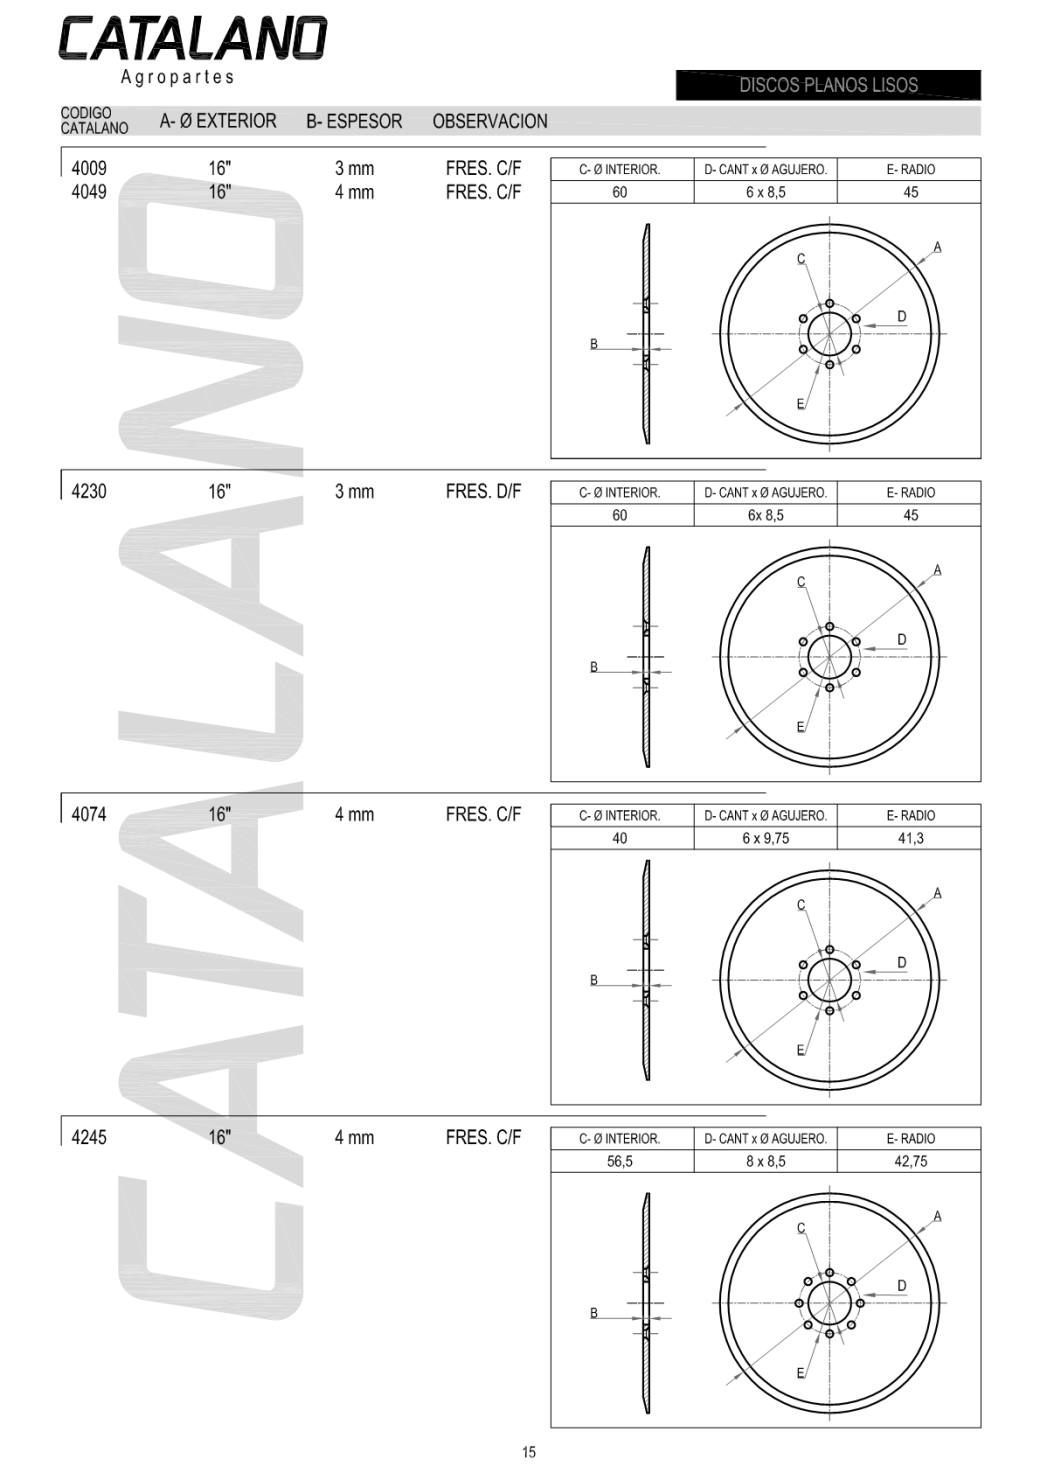 CATALANO
Agropartes
DISCOS PLANOS LISOS
CODIGO CATALANO A- Ø EXTERIOR B- ESPESOR OBSERVACION
4009 16" 3 mm FRES. C/F
4049 16" 4 mm FRES. C/F
C- Ø INTERIOR. D- CANT x Ø AGUJERO. E- RADIO
60 6 x 8,5 45
A
C
D
B
E
4230 16" 3 mm FRES. D/F
C- Ø INTERIOR. D- CANT x Ø AGUJERO. E- RADIO
60 6x 8,5 45
A
C
D
B
E
4074 16" 4 mm FRES. C/F
C- Ø INTERIOR. D- CANT x Ø AGUJERO. E- RADIO
40 6 x 9,75 41,3
A
C
D
B
E
4245 16" 4 mm FRES. C/F
C- Ø INTERIOR. D- CANT x Ø AGUJERO. E- RADIO
56,5 8 x 8,5 42,75
A
C
D
B
E
CATALANO
15